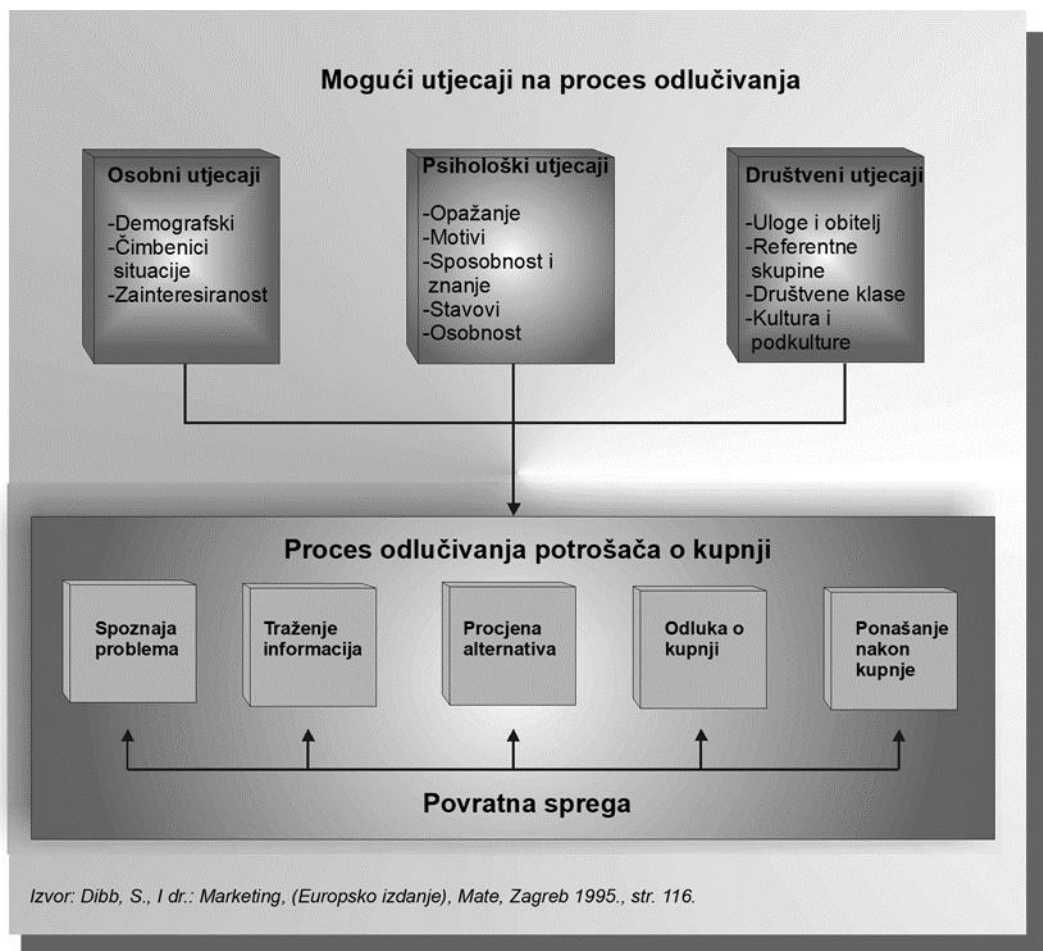 Mogući utjecaji na proces odlučivanja
Osobni utjecaji
-Demografski
-Čimbenici
situacije
-Zainteresiranost
Psihološki utjecaji
-Opažanje
-Motivi
-Sposobnost i
znanje
-Stavovi
-Osobnost
Društveni utjecaji
-Uloge i obitelj
-Referentne
skupine
-Društvene klase
-Kultura i
podkulture
Proces odlučivanja potrošača o kupnji
Spoznaja
problema
Traženje
informacija
Procjena
alternativa
Odluka o
kupnji
Ponašanje
nakon
kupnje
Povratna sprega
Izvor: Dibb, S., I dr.: Marketing, (Europsko izdanje), Mate, Zagreb 1995., str. 116.